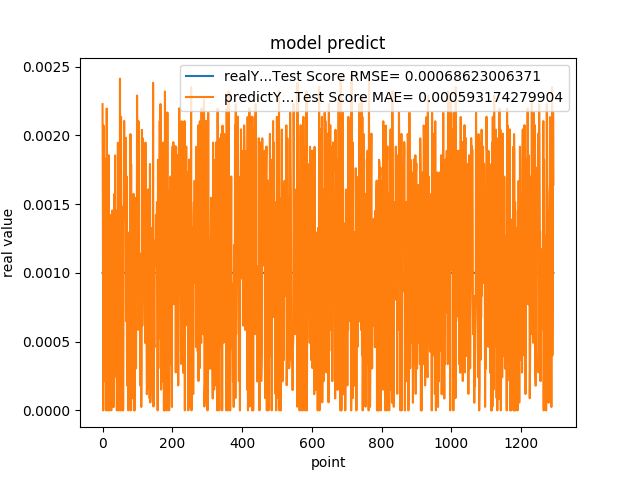 model predict
realY...Test Score RMSE= 0.00068623006371
predictY...Test Score MAE= 0.000593174279904
0.0025
0.0020
0.0015
0.0010
0.0005
0.0000
real value
0 200 400 600 800 1000 1200
point